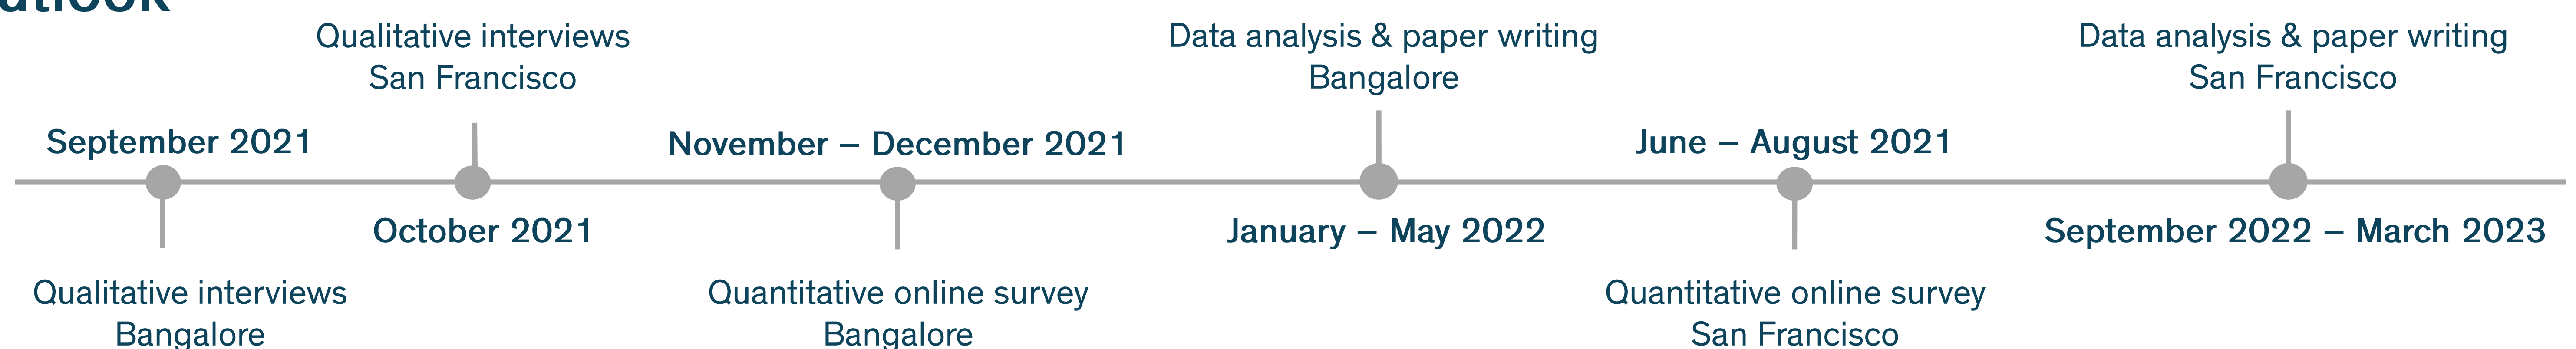 utlook
September 2021
Qualitative interviews
Bangalore
Qualitative interviews
San Francisco
October 2021
November – December 2021
Quantitative online survey
Bangalore
Data analysis & paper writing
Bangalore
January – May 2022
June – August 2021
Quantitative online survey
San Francisco
Data analysis & paper writing
San Francisco
September 2022 – March 2023